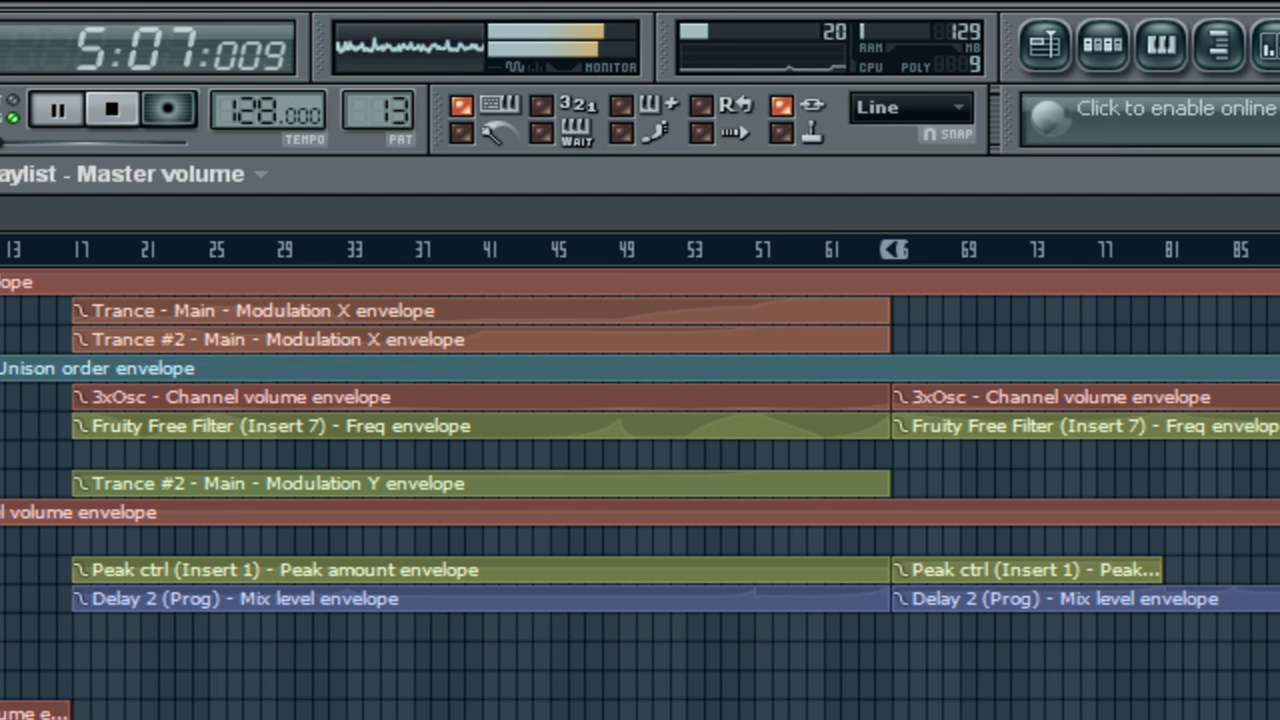 5:07:009
MONITOR
20
129
RAM
MB
CPU
POLY
9
128.000
TEMPO
13
PAT
321
R
WAIT
Line
SNAP
Click to enable online
aylist - Master volume
13 17 21 25 29 33 37 41 45 49 53 57 61 69 73 77 81 85
lope
Trance - Main - Modulation X envelope
Trance #2 - Main - Modulation X envelope
Unison order envelope
3xOsc - Channel volume envelope
3xOsc - Channel volume envelope
Fruity Free Filter (Insert 7) - Freq envelope
Fruity Free Filter (Insert 7) - Freq envelop
Trance #2 - Main - Modulation Y envelope
l volume envelope
Peak ctrl (Insert 1) - Peak amount envelope
Peak ctrl (Insert 1) - Peak...
Delay 2 (Prog) - Mix level envelope
Delay 2 (Prog) - Mix level envelope
ume e...